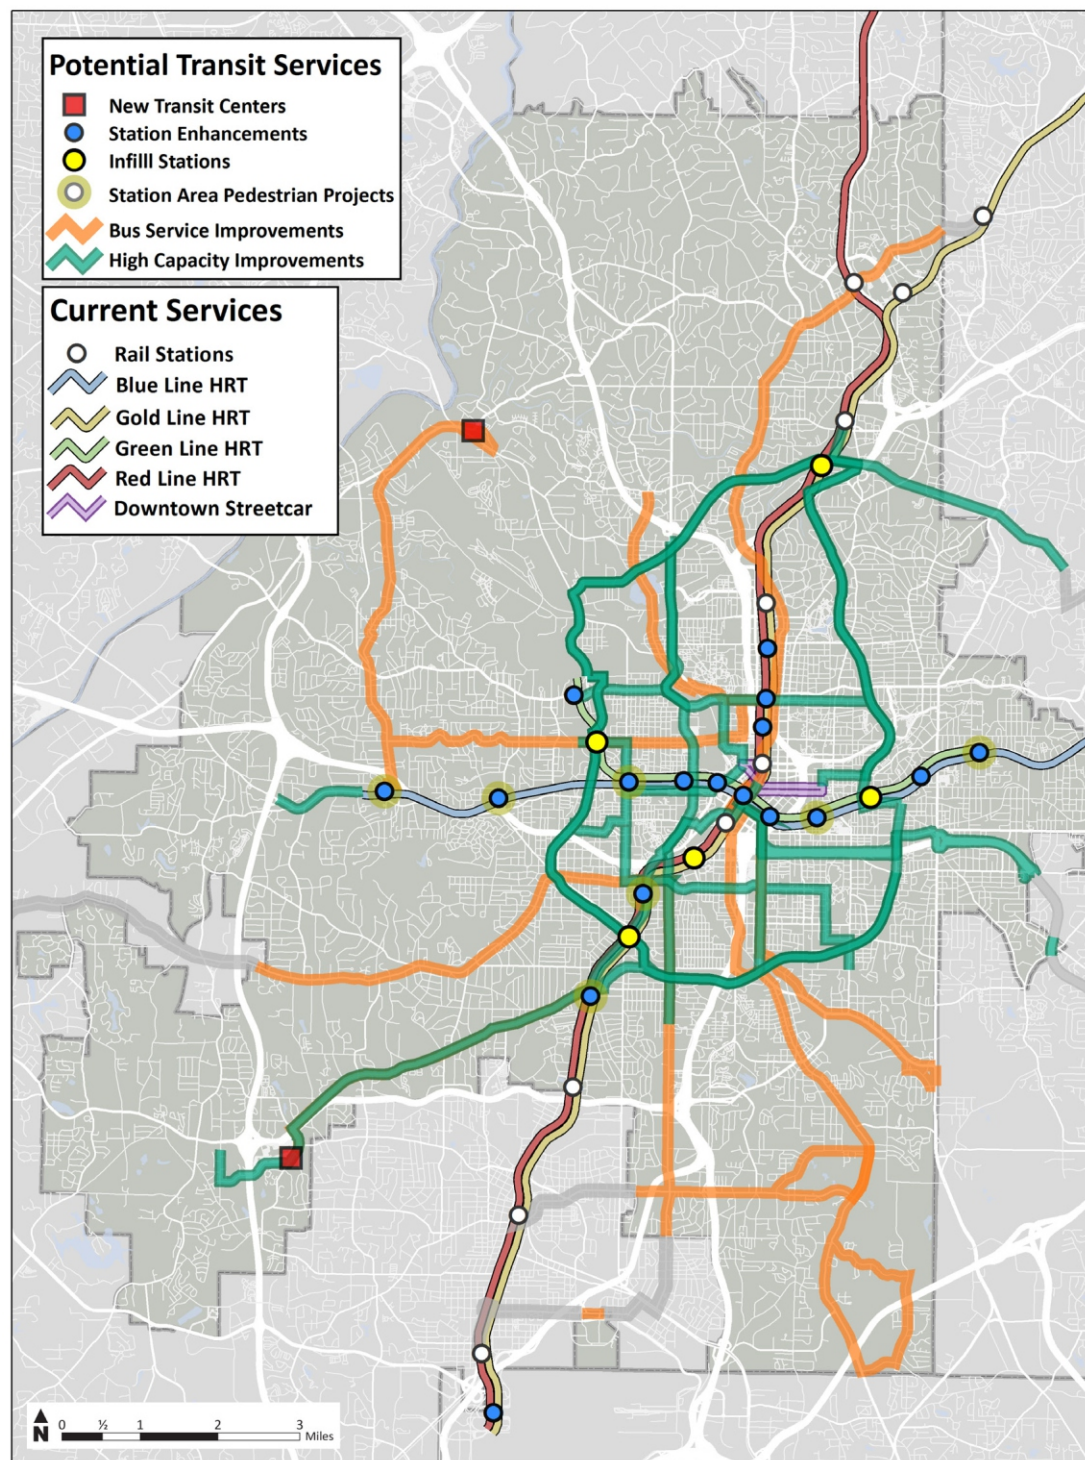 Potential Transit Services
New Transit Centers
Station Enhancements
Infilll Stations
Station Area Pedestrian Projects
Bus Service Improvements
High Capacity Improvements
Current Services
Rail Stations
Blue Line HRT
Gold Line HRT
Green Line HRT
Red Line HRT
Downtown Streetcar
N
0 ½ 1 2 3
Miles